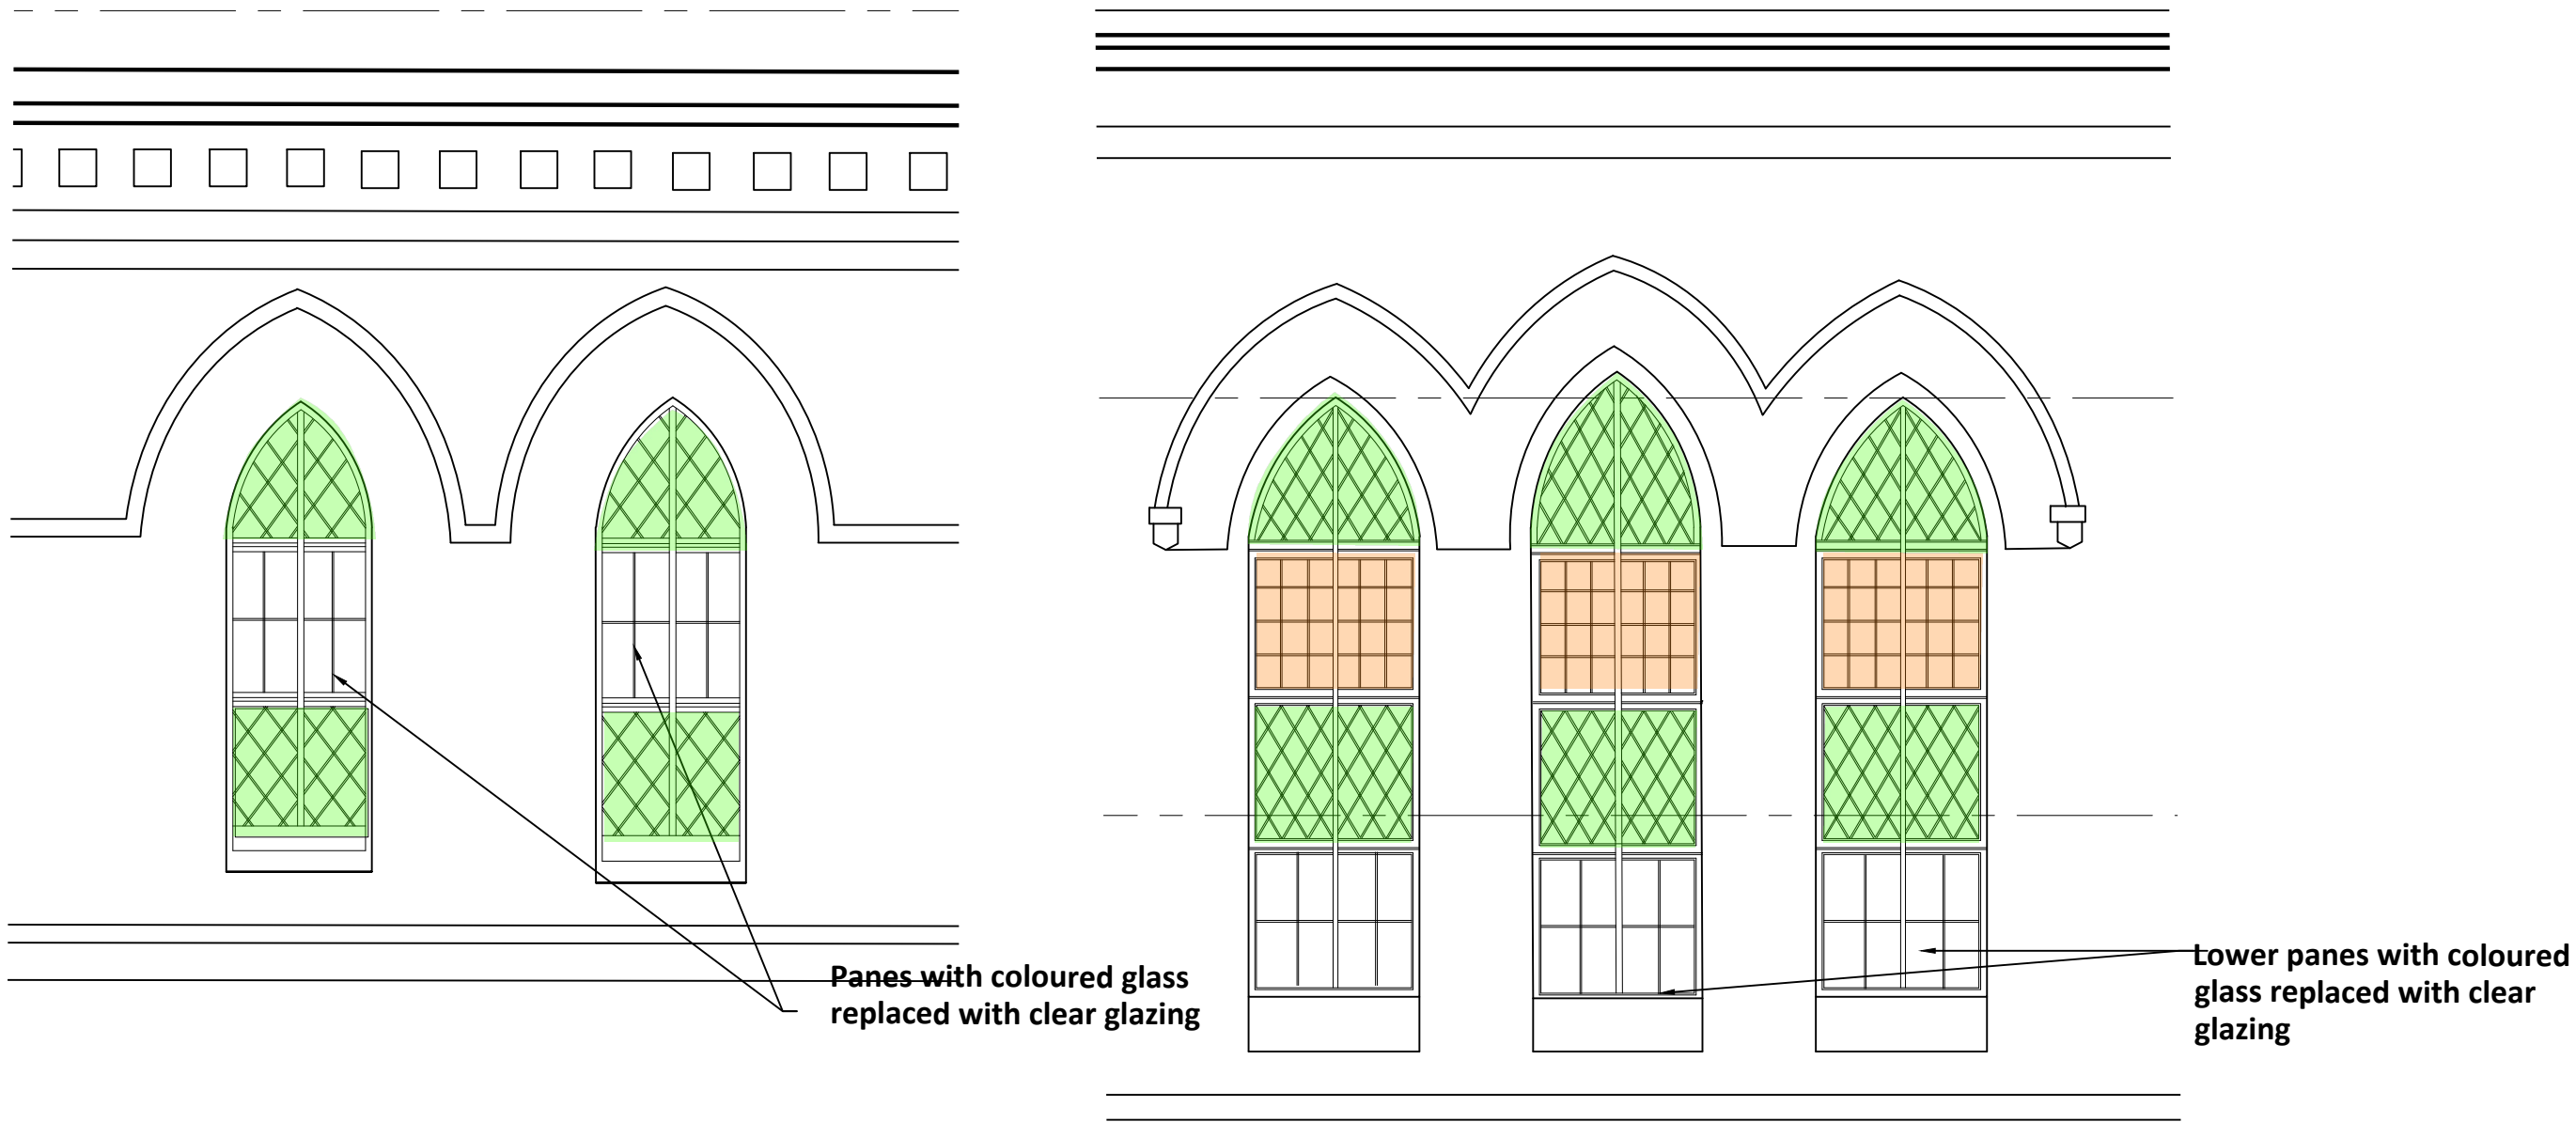 Panes with coloured glass
replaced with clear glazing
Lower panes with coloured
glass replaced with clear
glazing